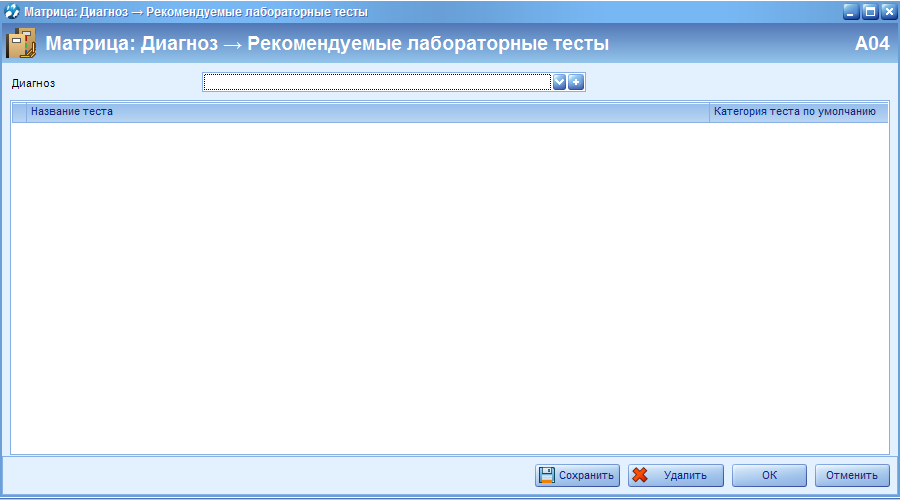 Матрица: Диагноз → Рекомендуемые лабораторные тесты
Матрица: Диагноз → Рекомендуемые лабораторные тесты A04
Диагноз
Название теста Категория теста по умолчанию
Сохранить Удалить OK Отменить